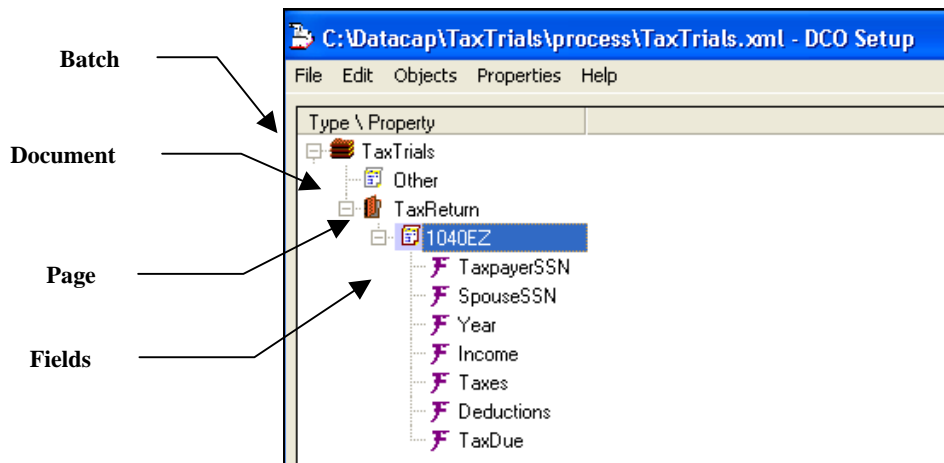 C:\Datacap\TaxTrials\process\TaxTrials.xml - DCO Setup
Batch
File Edit Objects Properties Help
Type \ Property
TaxTrials
Document
Other
TaxReturn
1040EZ
Page
TaxpayerSSN
SpouseSSN
Year
Fields
Income
Taxes
Deductions
TaxDue